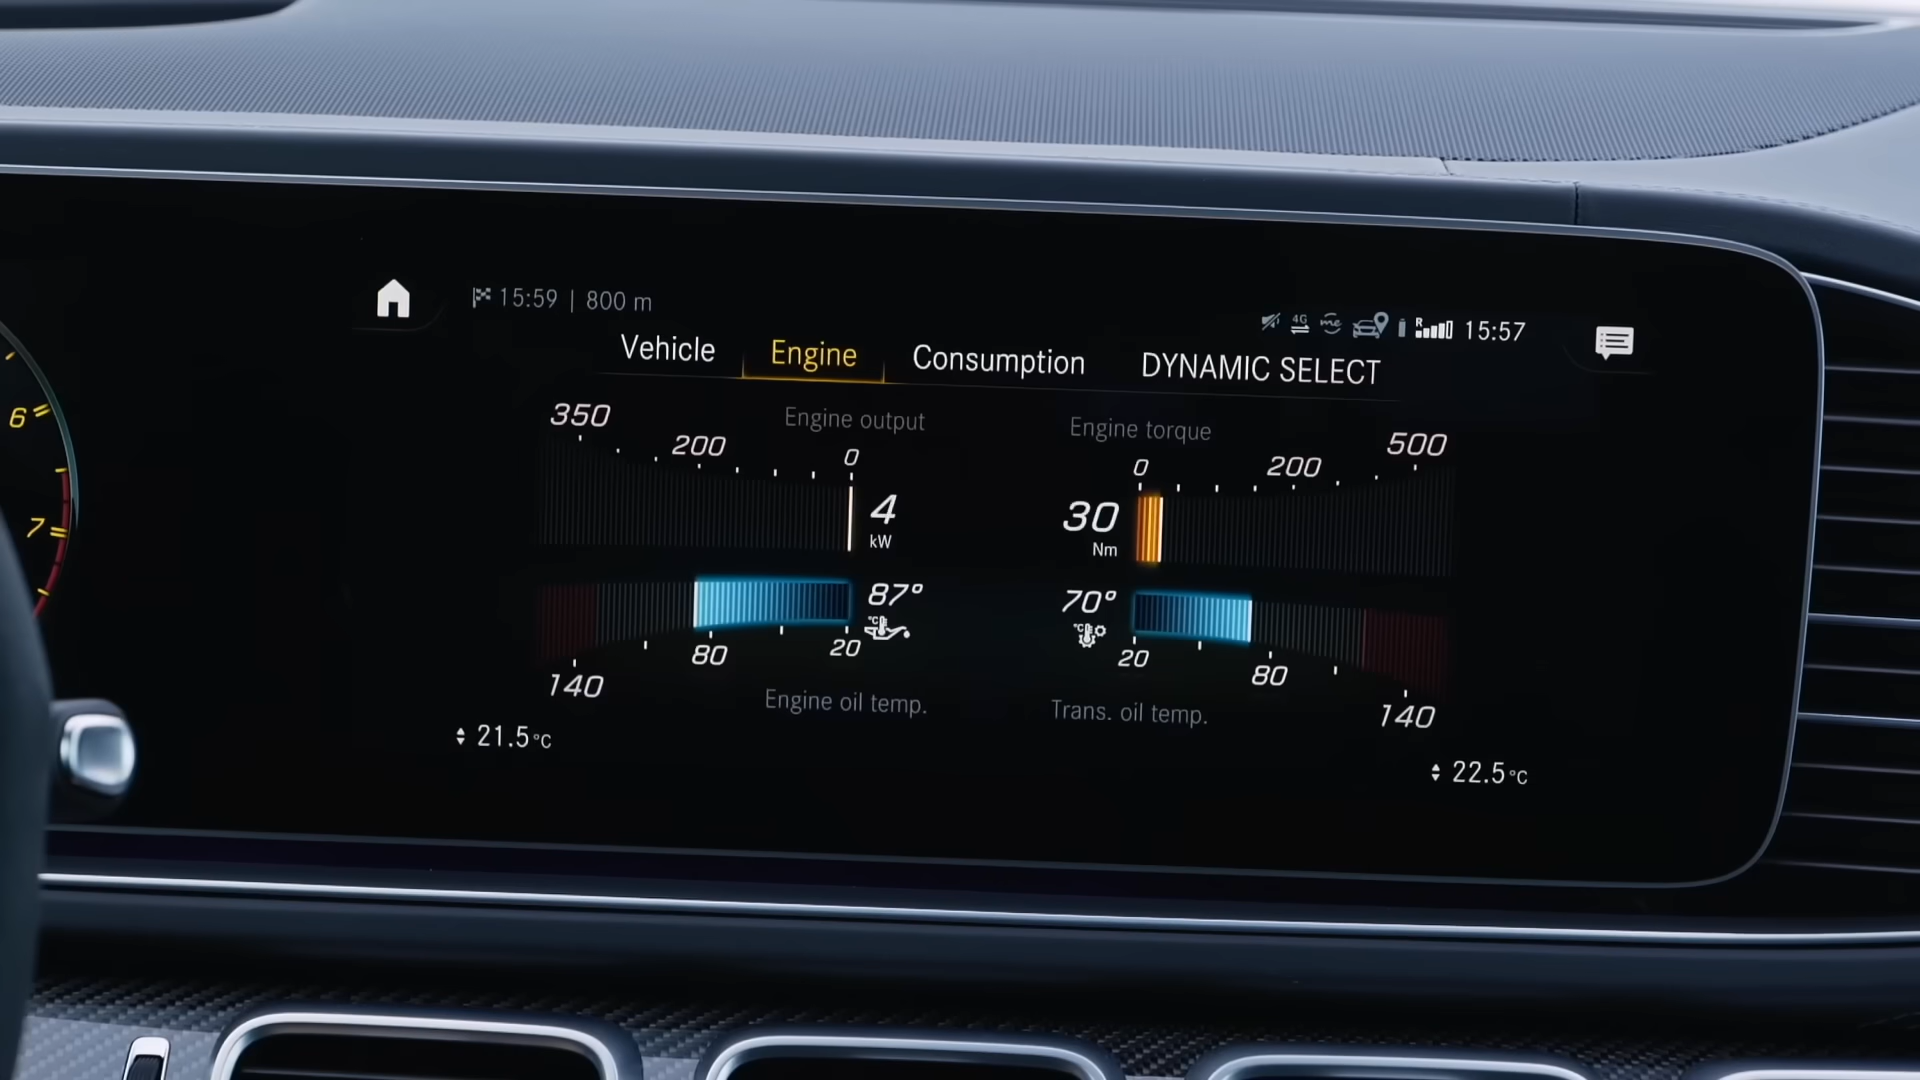 15:59 | 800 m
4G me R 15:57
Vehicle Engine Consumption DYNAMIC SELECT
Engine output
350 200 0
4
kW
Engine torque
0 200 500
30
Nm
87°
°C
140 80 20
Engine oil temp.
70°
°C
20 80 140
Trans. oil temp.
21.5°C
22.5°C
6
7